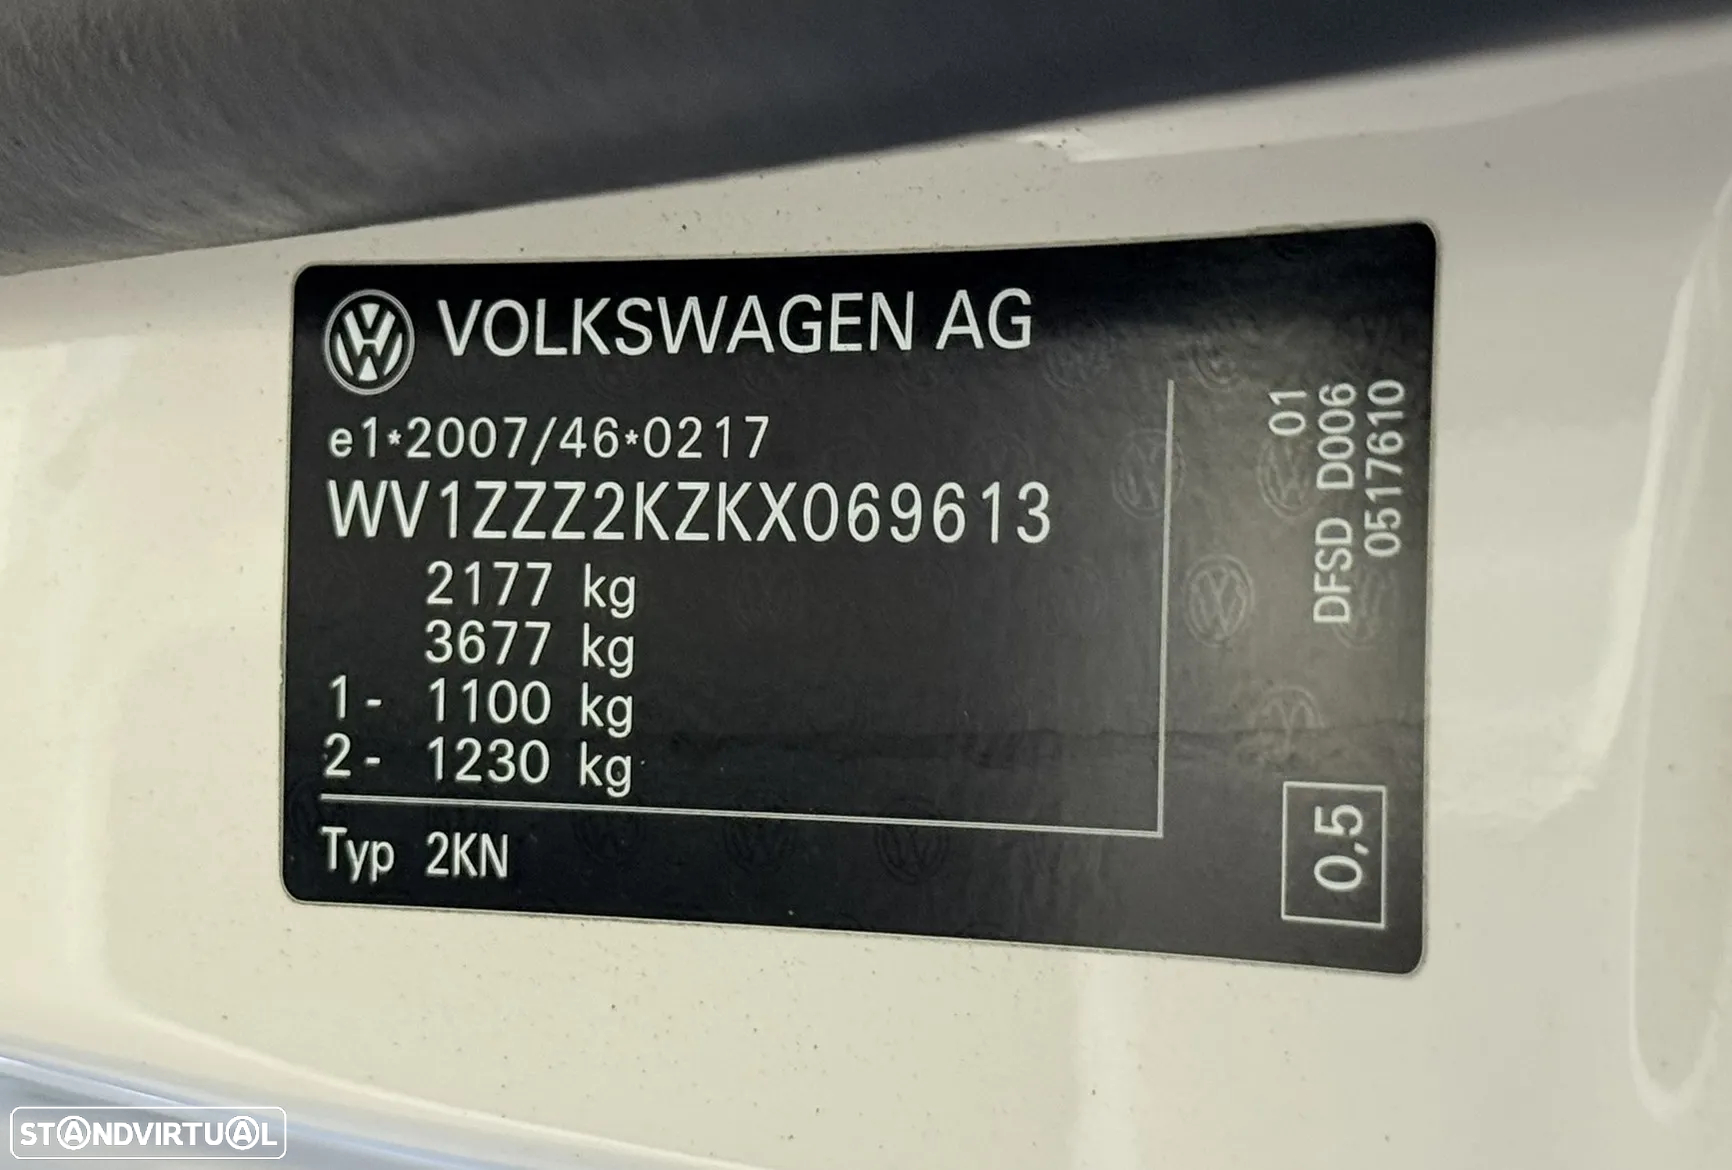 VOLKSWAGEN AG
e1*2007/46*0217
WV1ZZZ2KZKX069613
2177 kg
3677 kg
1- 1100 kg
2- 1230 kg
Typ 2KN
01
DFSD D006
0517610
0,5
STANDVIRTUAL